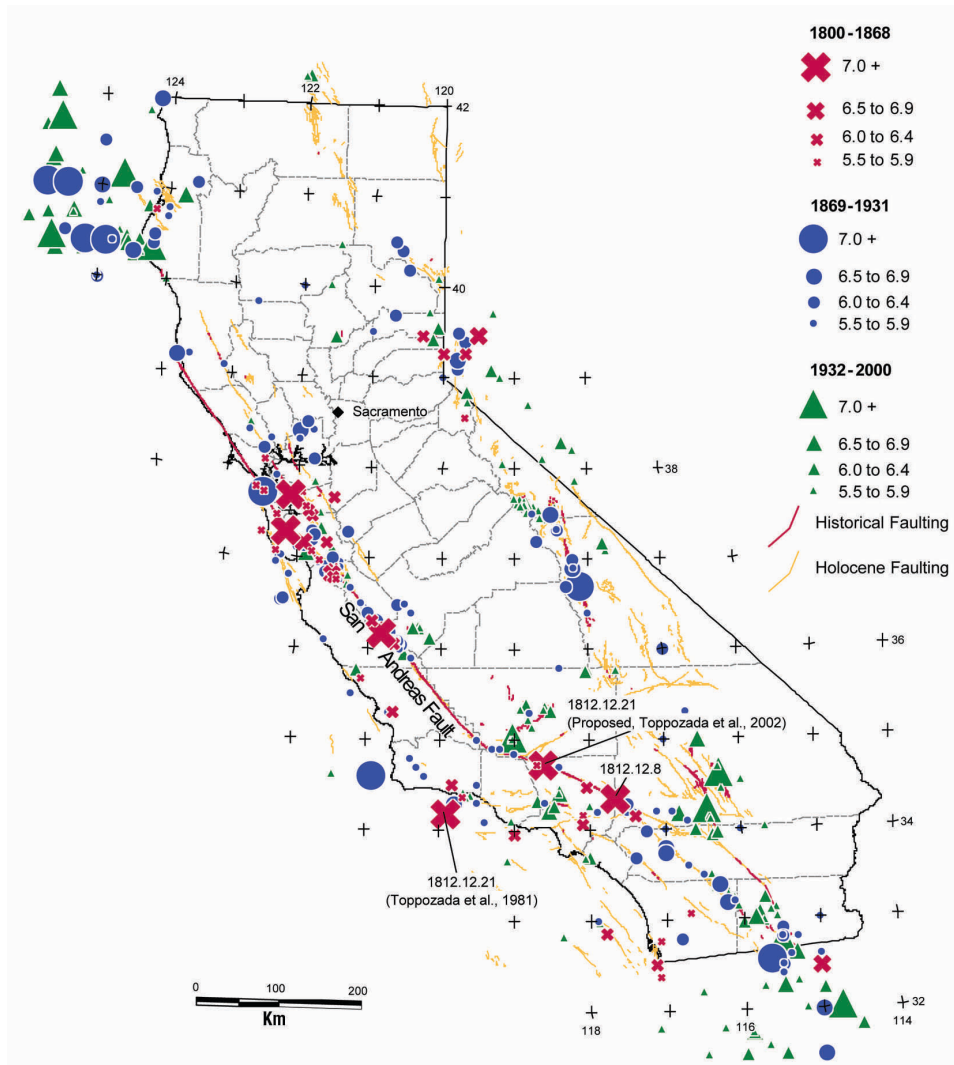 1800-1868
7.0 +
6.5 to 6.9
6.0 to 6.4
5.5 to 5.9
1869-1931
7.0 +
6.5 to 6.9
6.0 to 6.4
5.5 to 5.9
1932-2000
7.0 +
6.5 to 6.9
6.0 to 6.4
5.5 to 5.9
Historical Faulting
Holocene Faulting
124
122
120
42
40
Sacramento
38
San Andreas Fault
36
1812.12.21
(Proposed, Toppozada et al., 2002)
1812.12.8
34
1812.12.21
(Toppozada et al., 1981)
0 100 200
Km
32
118
116
114